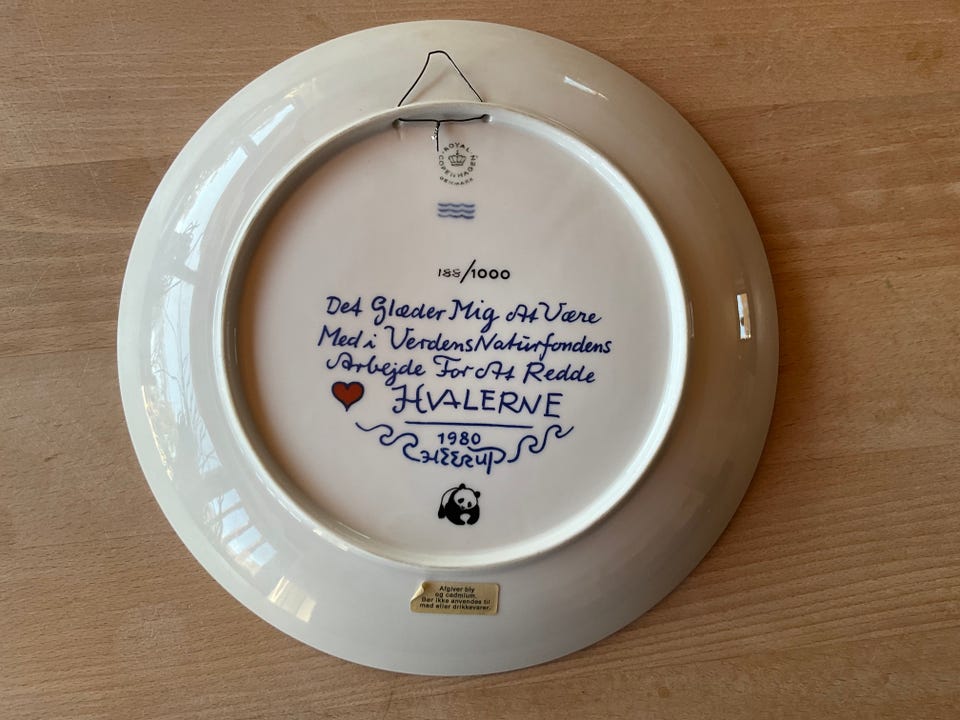 ROYAL COPENHAGEN
DENMARK
188/1000
Det Glæder Mig At Være
Med i Verdens Naturfondens
Arbejde For At Redde
HVALERNE
1980
HEERUP
Afgiver bly
og cadmium.
Bør ikke anvendes til
mad eller drikkevarer.